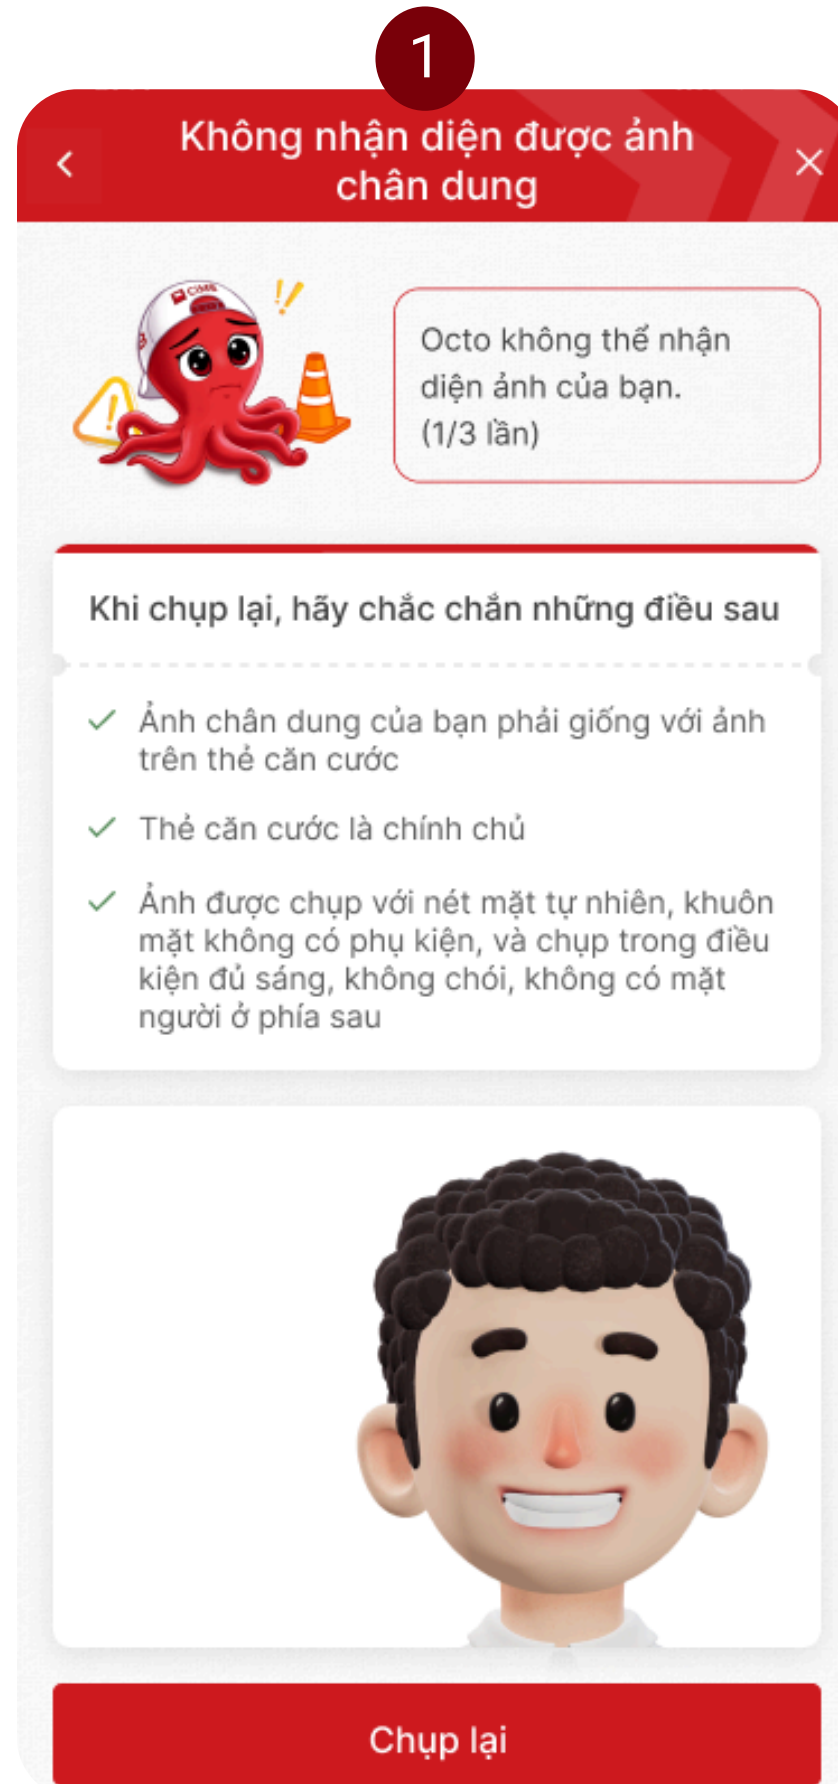 1
Không nhận diện được ảnh
chân dung
CIMB
Octo không thể nhận
diện ảnh của bạn.
(1/3 lần)
Khi chụp lại, hãy chắc chắn những điều sau
Ảnh chân dung của bạn phải giống với ảnh
trên thẻ căn cước
Thẻ căn cước là chính chủ
Ảnh được chụp với nét mặt tự nhiên, khuôn
mặt không có phụ kiện, và chụp trong điều
kiện đủ sáng, không chói, không có mặt
người ở phía sau
Chụp lại